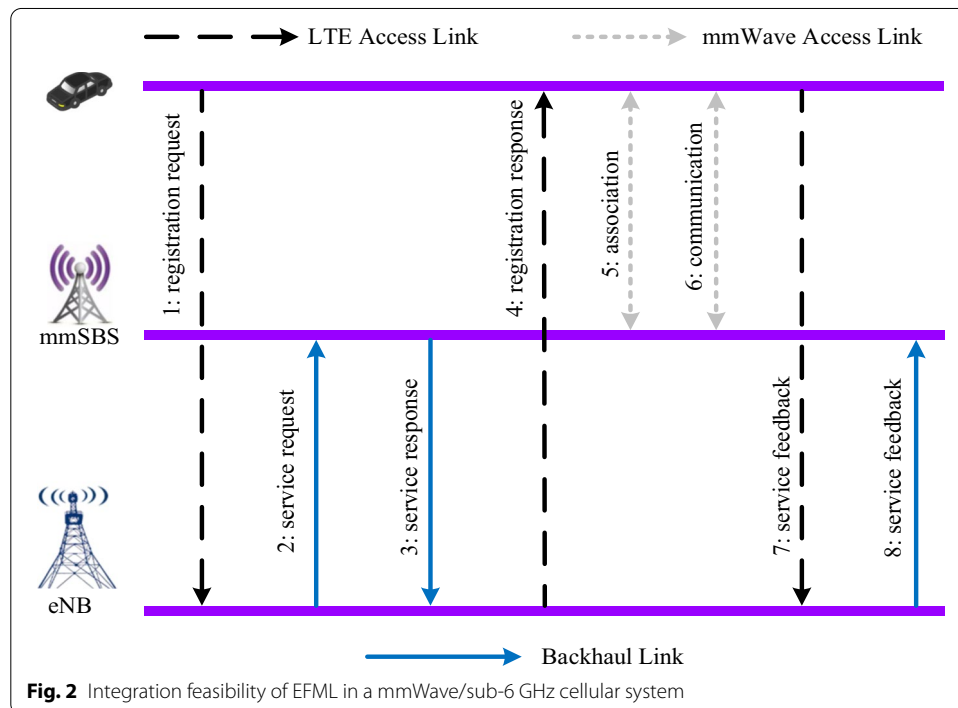 LTE Access Link
mmWave Access Link
1: registration request
4: registration response
5: association
6: communication
mmSBS
2: service request
3: service response
7: service feedback
8: service feedback
eNB
Backhaul Link
Fig. 2 Integration feasibility of EFML in a mmWave/sub-6 GHz cellular system